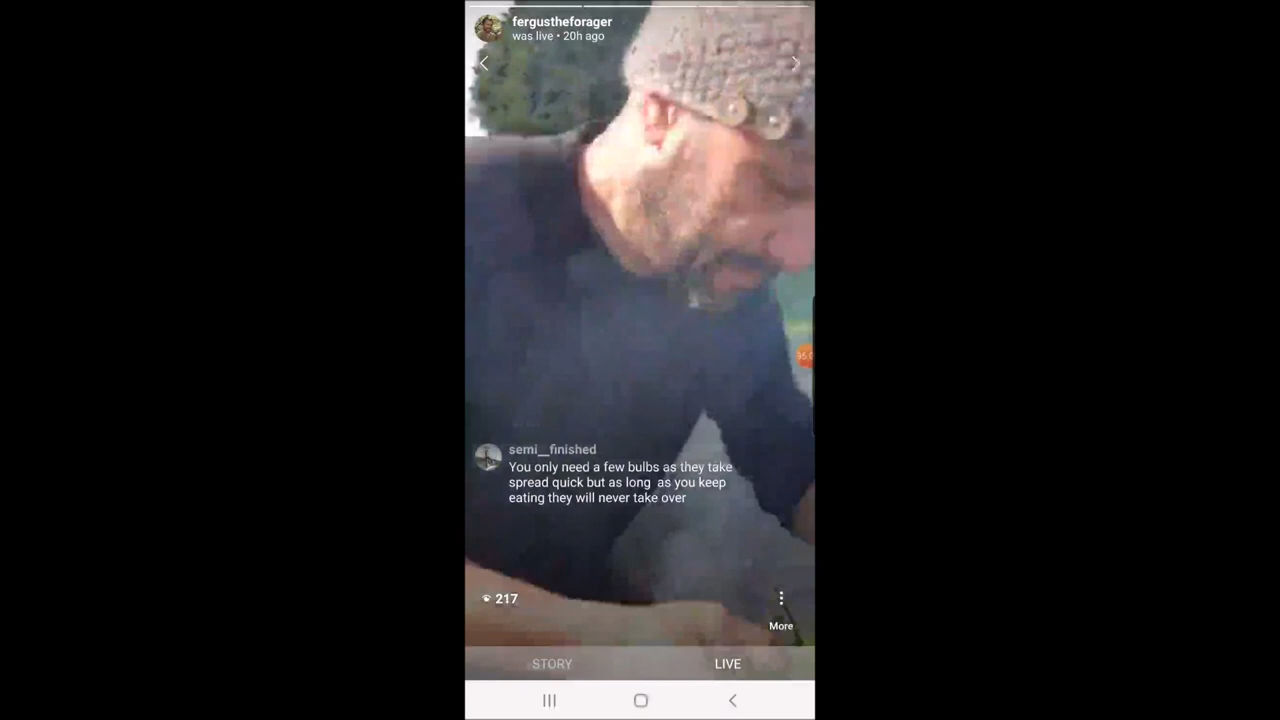 fergustheforager
was live • 20h ago
semi__finished
You only need a few bulbs as they take
spread quick but as long  as you keep
eating they will never take over
217
More
STORY
LIVE